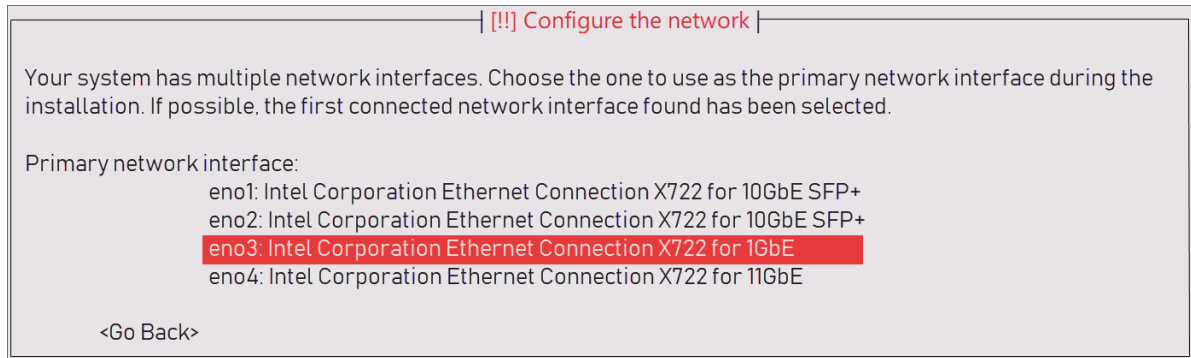 [!!] Configure the network
Your system has multiple network interfaces. Choose the one to use as the primary network interface during the
installation. If possible, the first connected network interface found has been selected.
Primary network interface:
eno1: Intel Corporation Ethernet Connection X722 for 10GbE SFP+
eno2: Intel Corporation Ethernet Connection X722 for 10GbE SFP+
eno3: Intel Corporation Ethernet Connection X722 for 1GbE
eno4: Intel Corporation Ethernet Connection X722 for 11GbE
<Go Back>